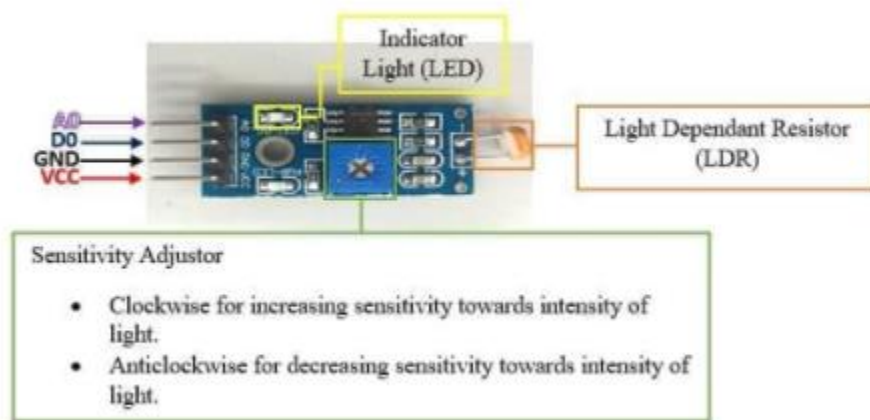 Indicator
Light (LED)
A0
D0
GND
VCC
Light Dependant Resistor
(LDR)
Sensitivity Adjustor
• Clockwise for increasing sensitivity towards intensity of
light.
• Anticlockwise for decreasing sensitivity towards intensity of
light.